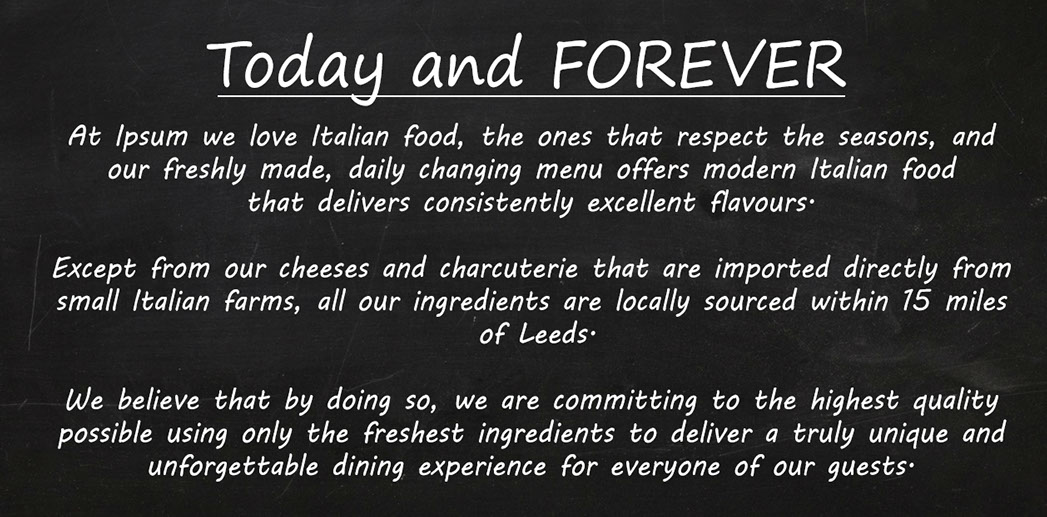 Today and FOREVER
At Ipsum we love Italian food, the ones that respect the seasons, and
our freshly made, daily changing menu offers modern Italian food
that delivers consistently excellent flavours.
Except from our cheeses and charcuterie that are imported directly from
small Italian farms, all our ingredients are locally sourced within 15 miles
of Leeds.
We believe that by doing so, we are committing to the highest quality
possible using only the freshest ingredients to deliver a truly unique and
unforgettable dining experience for everyone of our guests.